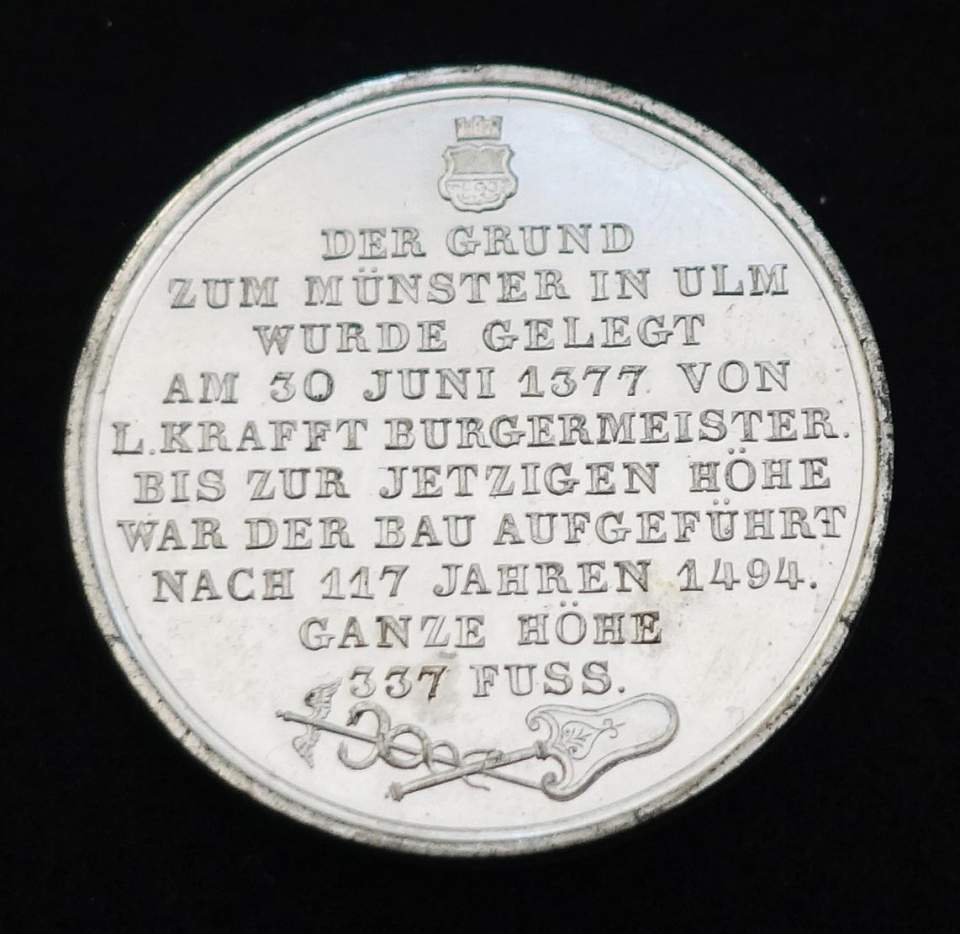 DER GRUND
ZUM MÜNSTER IN ULM
WURDE GELEGT
AM 30 JUNI 1377 VON
L. KRAFFT BURGERMEISTER.
BIS ZUR JETZIGEN HÖHE
WAR DER BAU AUFGEFÜHRT
NACH 117 JAHREN 1494.
GANZE HÖHE
337 FUSS.